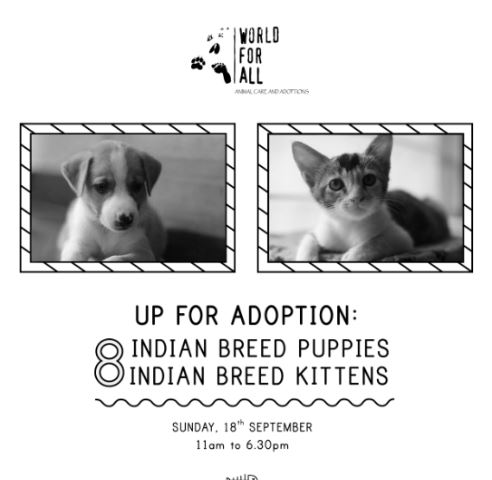 WORLD
FOR
ALL
ANIMAL CARE AND ADOPTIONS
UP FOR ADOPTION:
8 INDIAN BREED PUPPIES
INDIAN BREED KITTENS
SUNDAY, 18th SEPTEMBER
11am to 6.30pm